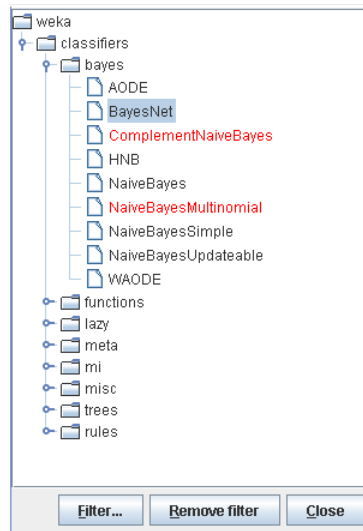 weka
classifiers
bayes
AODE
BayesNet
ComplementNaiveBayes
HNB
NaiveBayes
NaiveBayesMultinomial
NaiveBayesSimple
NaiveBayesUpdateable
WAODE
functions
lazy
meta
mi
misc
trees
rules
Filter... Remove filter Close